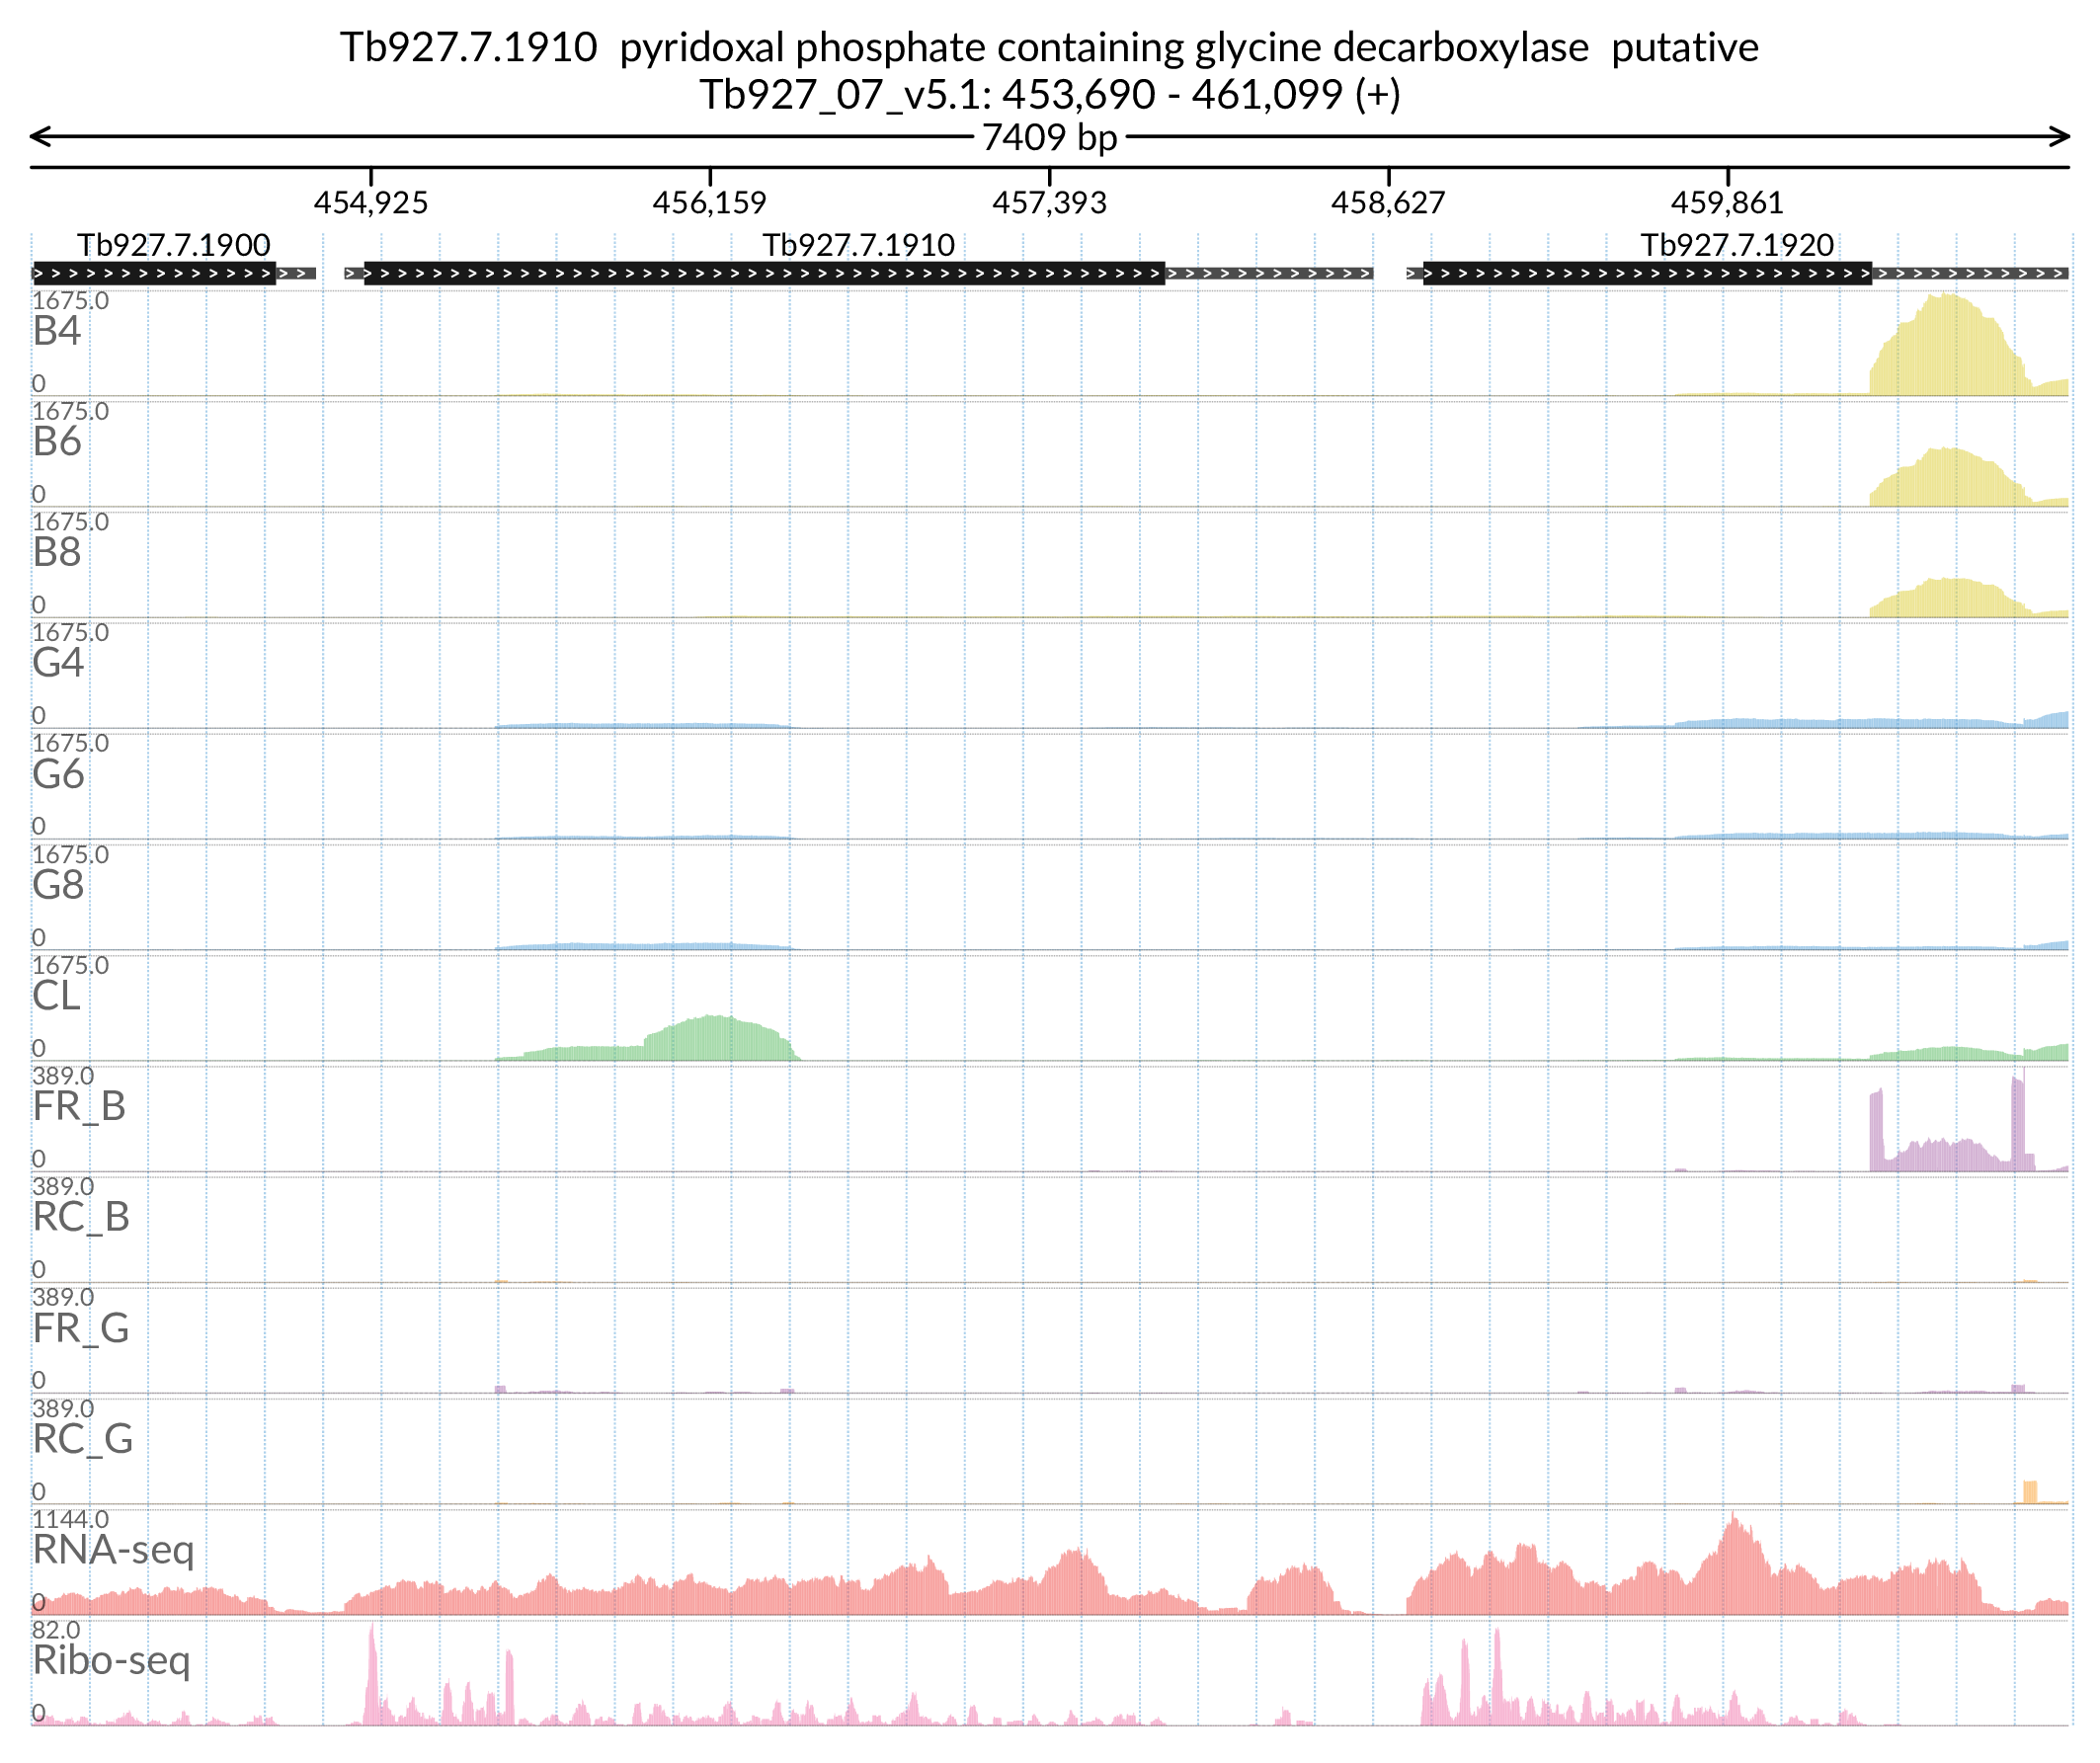 Tb927.7.1910  pyridoxal phosphate containing glycine decarboxylase  putative
Tb927_07_v5.1: 453,690 - 461,099 (+)
7409 bp
454,925 456,159 457,393 458,627 459,861
Tb927.7.1900 Tb927.7.1910 Tb927.7.1920
1675.0
B4
0
1675.0
B6
0
1675.0
B8
0
1675.0
G4
0
1675.0
G6
0
1675.0
G8
0
1675.0
CL
0
389.0
FR_B
0
389.0
RC_B
0
389.0
FR_G
0
389.0
RC_G
0
1144.0
RNA-seq
0
82.0
Ribo-seq
0